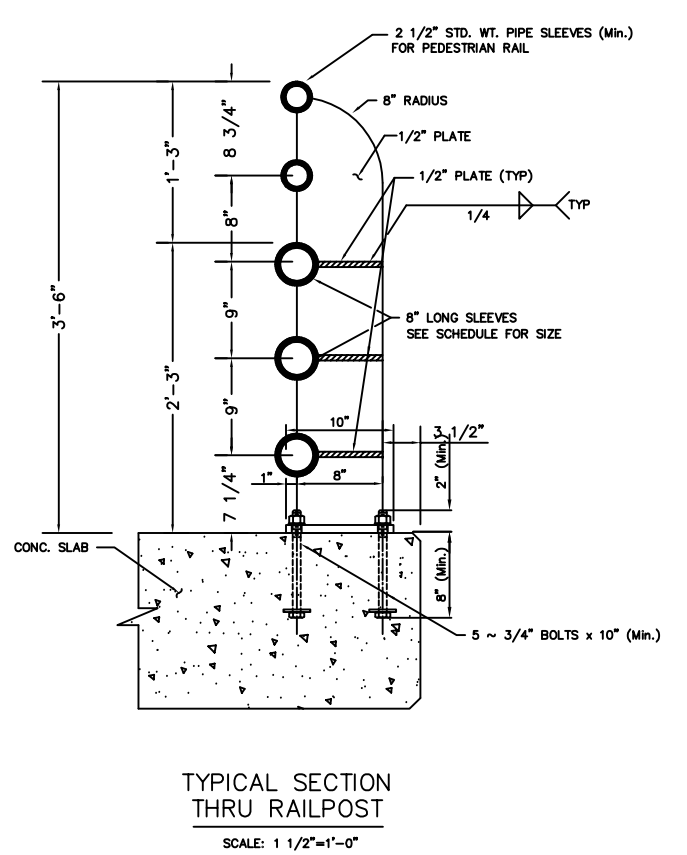 2 1/2" STD. WT. PIPE SLEEVES (Min.)
FOR PEDESTRIAN RAIL
8" RADIUS
1/2" PLATE
1/2" PLATE (TYP)
TYP
1/4
8 3/4"
1'-3"
8"
3'-6"
9"
8" LONG SLEEVES
SEE SCHEDULE FOR SIZE
2'-3"
9"
10"
3 1/2"
2" (Min.)
1"
8"
7 1/4"
CONC. SLAB
8" (Min.)
5 ~ 3/4" BOLTS x 10" (Min.)
TYPICAL SECTION
THRU RAILPOST
SCALE: 1 1/2"=1'-0"